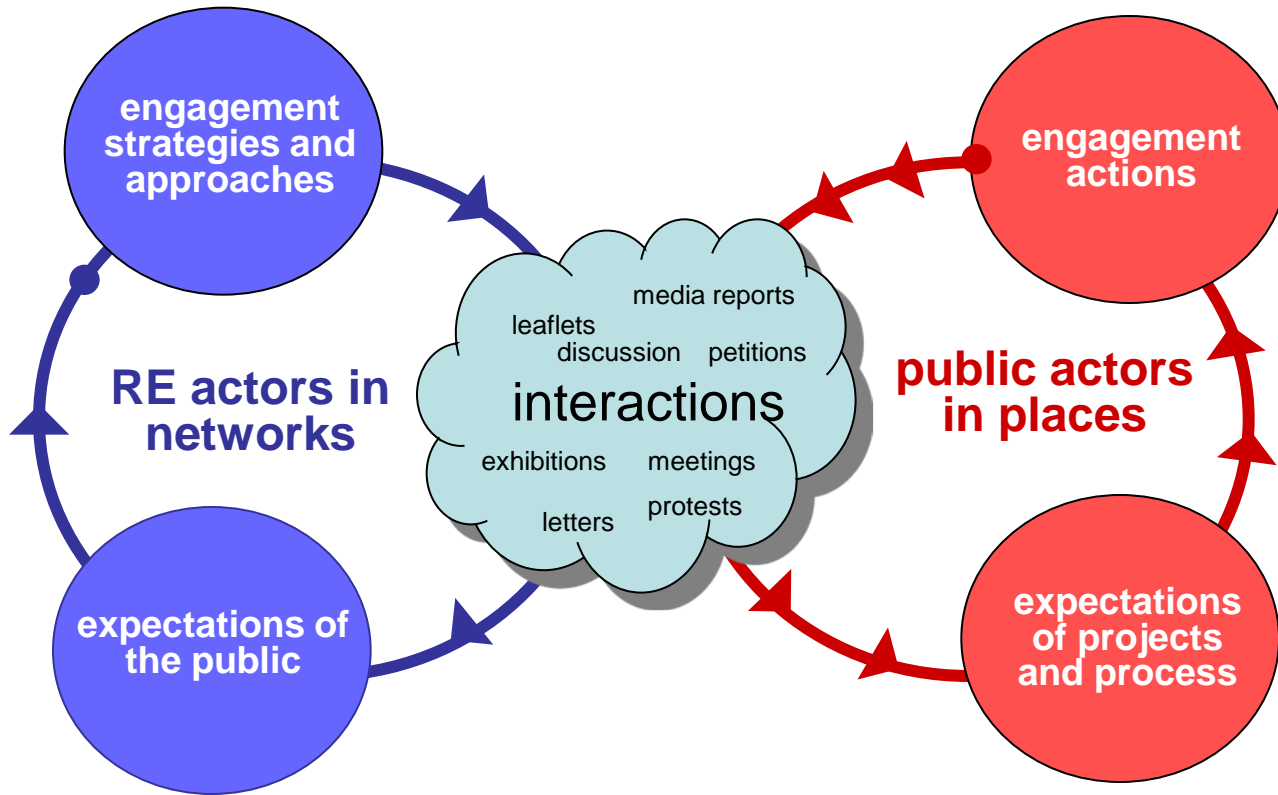 engagement
strategies and
approaches
RE actors in
networks
expectations of
the public
media reports
leaflets
discussion petitions
interactions
exhibitions meetings
protests
letters
engagement
actions
public actors
in places
expectations
of projects
and process